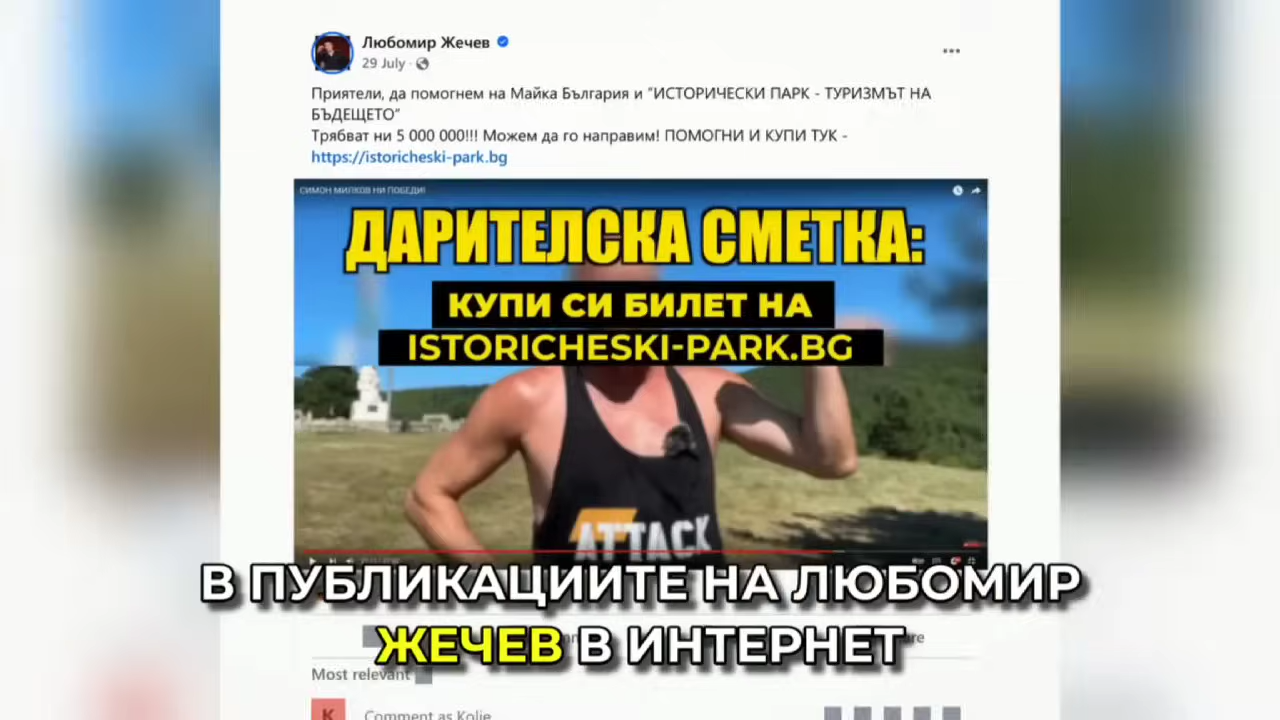 Любомир Жечев
29 July
Приятели, да помогнем на Майка България и "ИСТОРИЧЕСКИ ПАРК - ТУРИЗМЪТ НА
БЪДЕЩЕТО"
Трябват ни 5 000 000!!! Можем да го направим! ПОМОГНИ И КУПИ ТУК -
https://istoricheski-park.bg
СИМОН МИЛКОВ НИ ПОБЕДИ!
ДАРИТЕЛСКА СМЕТКА:
КУПИ СИ БИЛЕТ НА
ISTORICHESKI-PARK.BG
ATTACK
В ПУБЛИКАЦИИТЕ НА ЛЮБОМИР
ЖЕЧЕВ В ИНТЕРНЕТ
Most relevant
K
Comment as Kolie